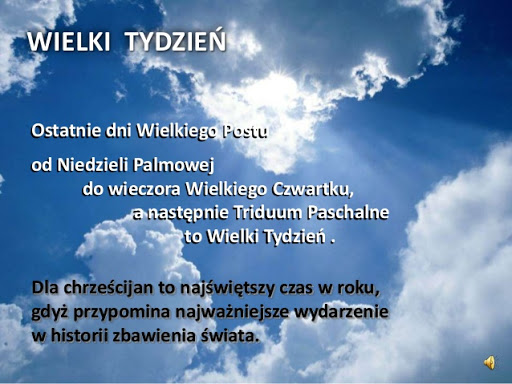 WIELKI TYDZIEŃ
Ostatnie dni Wielkiego Postu
od Niedzieli Palmowej
do wieczora Wielkiego Czwartku,
a następnie Triduum Paschalne
to Wielki Tydzień .
Dla chrześcijan to najświętszy czas w roku,
gdyż przypomina najważniejsze wydarzenie
w historii zbawienia świata.